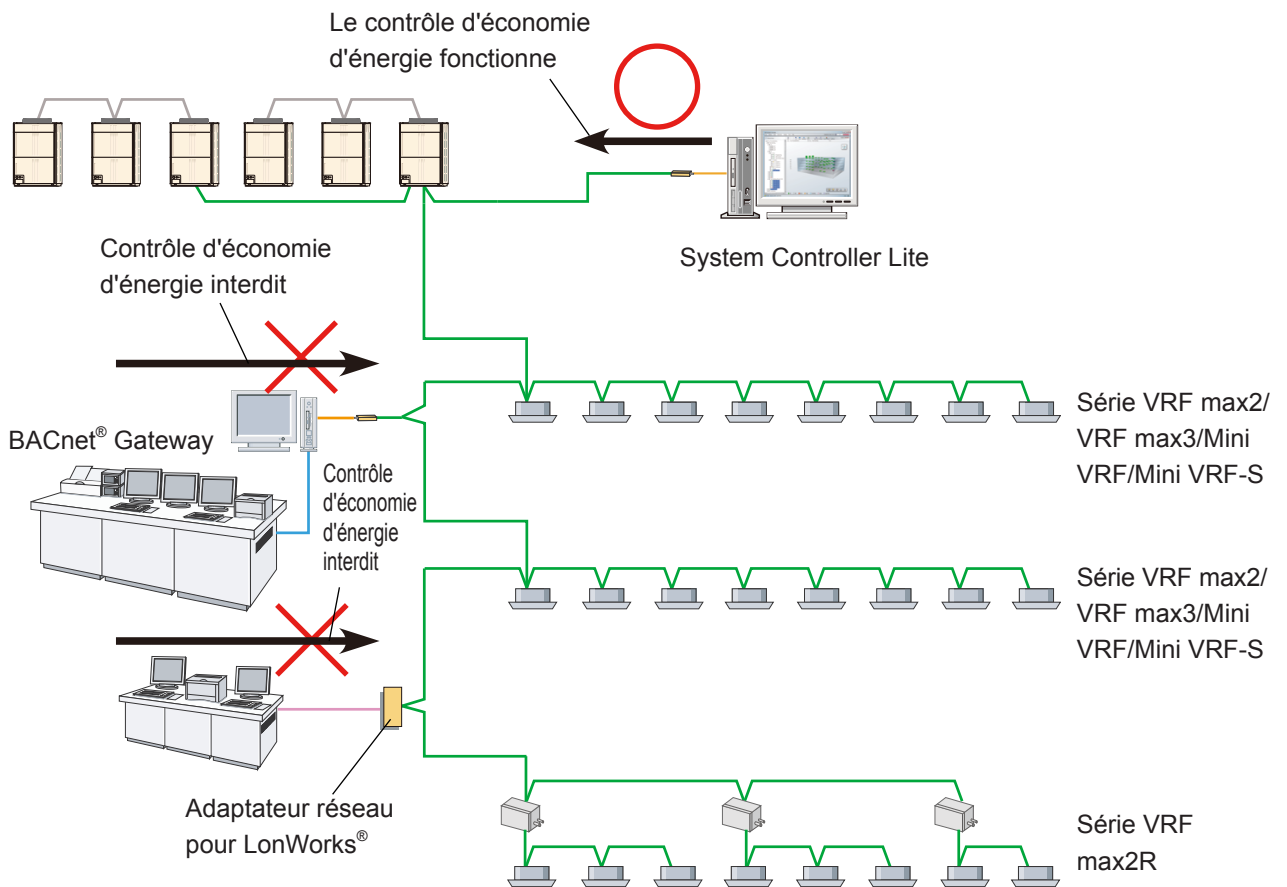 Le contrôle d'économie
d'énergie fonctionne
System Controller Lite
Contrôle d'économie
d'énergie interdit
BACnet® Gateway
Contrôle
d'économie
d'énergie
interdit
Série VRF max2/
VRF max3/Mini
VRF/Mini VRF-S
Série VRF max2/
VRF max3/Mini
VRF/Mini VRF-S
Adaptateur réseau
pour LonWorks®
Série VRF
max2R